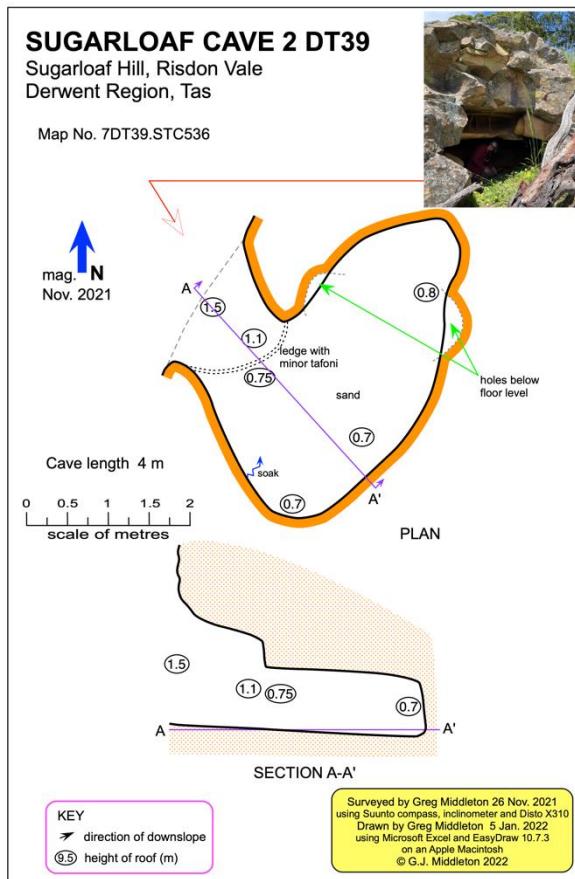 SUGARLOAF CAVE 2 DT39
Sugarloaf Hill, Risdon Vale
Derwent Region, Tas
Map No. 7DT39.STC536
mag. N
Nov. 2021
A
1.5
1.1
0.75
ledge with
minor tafoni
0.8
sand
holes below
floor level
0.7
soak
0.7
A'
Cave length 4 m
0 0.5 1 1.5 2
scale of metres
PLAN
1.5
1.1
0.75
0.7
A
A'
SECTION A-A'
KEY
direction of downslope
9.5 height of roof (m)
Surveyed by Greg Middleton 26 Nov. 2021
using Suunto compass, inclinometer and Disto X310
Drawn by Greg Middleton 5 Jan. 2022
using Microsoft Excel and EasyDraw 10.7.3
on an Apple Macintosh
© G.J. Middleton 2022